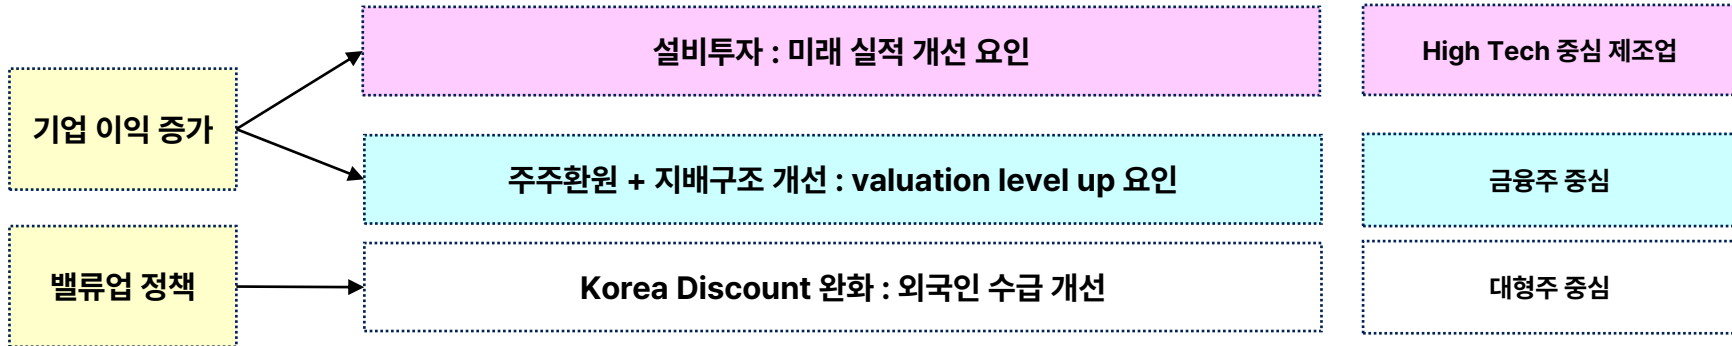 설비투자 : 미래 실적 개선 요인
High Tech 중심 제조업
기업 이익 증가
주주환원 + 지배구조 개선 : valuation level up 요인
금융주 중심
밸류업 정책
Korea Discount 완화 : 외국인 수급 개선
대형주 중심